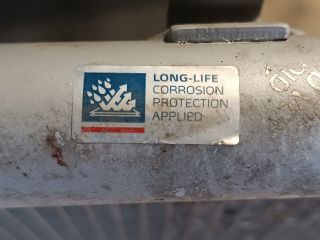 LONG-LIFE
CORROSION
PROTECTION
APPLIED